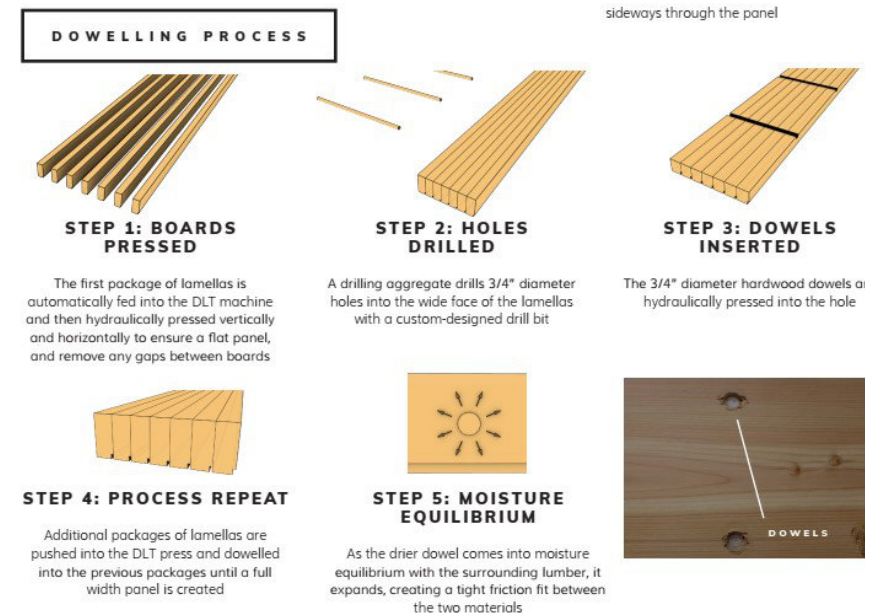 sideways through the panel
DOWELLING PROCESS
STEP 1: BOARDS
PRESSED
The first package of lamellas is
automatically fed into the DLT machine
and then hydraulically pressed vertically
and horizontally to ensure a flat panel,
and remove any gaps between boards
STEP 2: HOLES
DRILLED
A drilling aggregate drills 3/4" diameter
holes into the wide face of the lamellas
with a custom-designed drill bit
STEP 3: DOWELS
INSERTED
The 3/4" diameter hardwood dowels
hydraulically pressed into the hole
STEP 4: PROCESS REPEAT
Additional packages of lamellas are
pushed into the DLT press and dowelled
into the previous packages until a full
width panel is created
STEP 5: MOISTURE
EQUILIBRIUM
As the drier dowel comes into moisture
equilibrium with the surrounding lumber, it
expands, creating a tight friction fit between
the two materials
DOWELS